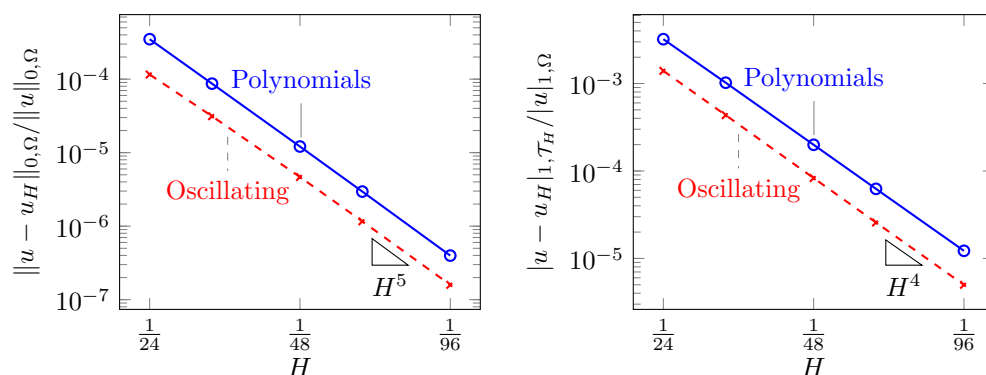 10^{-4}
10^{-5}
10^{-6}
10^{-7}
||u − u_H||_{0,Ω}/||u||_{0,Ω}
Polynomials
Oscillating
H^5
1/24
1/48
1/96
H
10^{-3}
10^{-4}
10^{-5}
|u − u_H|_{1,𝒯_H}/|u|_{1,Ω}
Polynomials
Oscillating
H^4
1/24
1/48
1/96
H